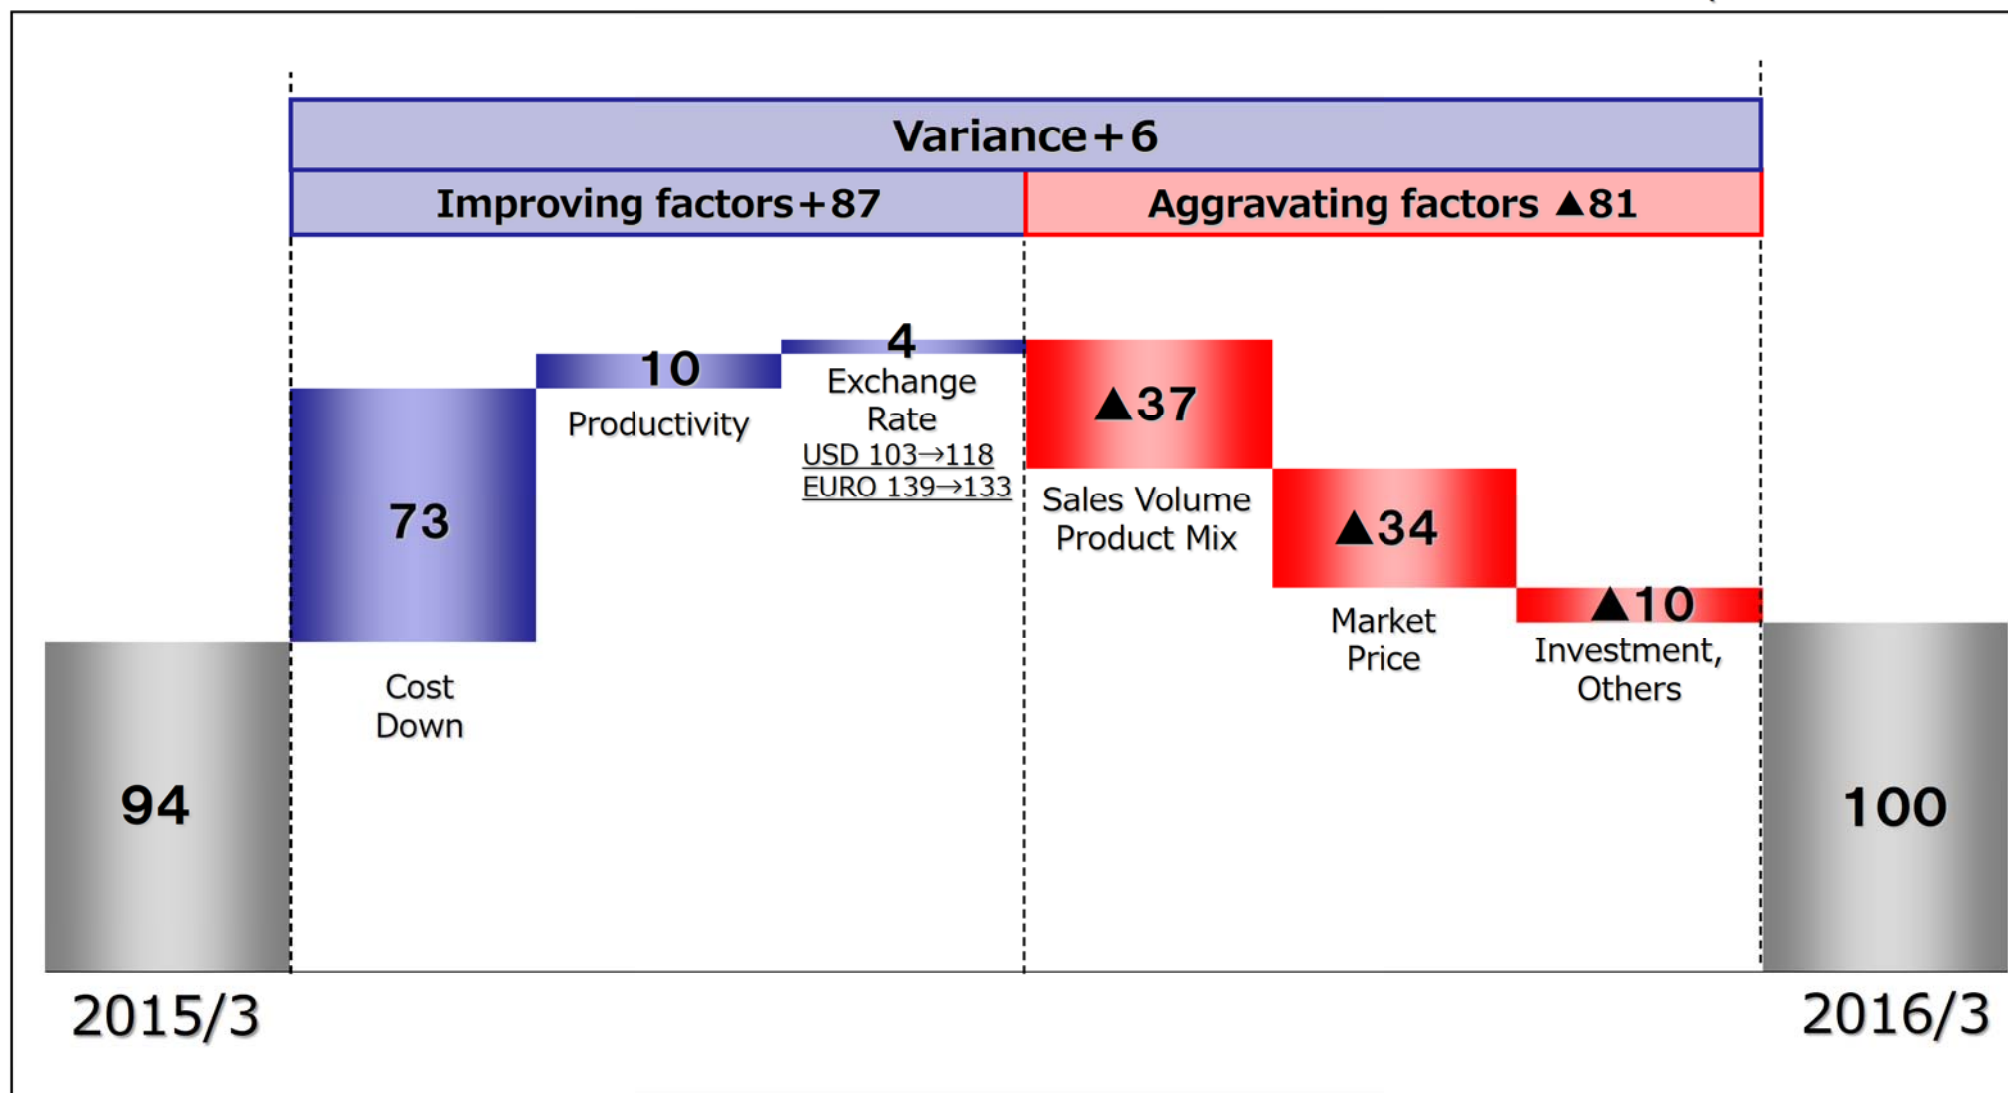 Variance+6
Improving factors+87
Aggravating factors ▲81
4
10
Exchange
Rate
USD 103→118
EURO 139→133
Productivity
73
Cost
Down
▲37
Sales Volume
Product Mix
▲34
Market
Price
▲10
Investment,
Others
94
100
2015/3
2016/3